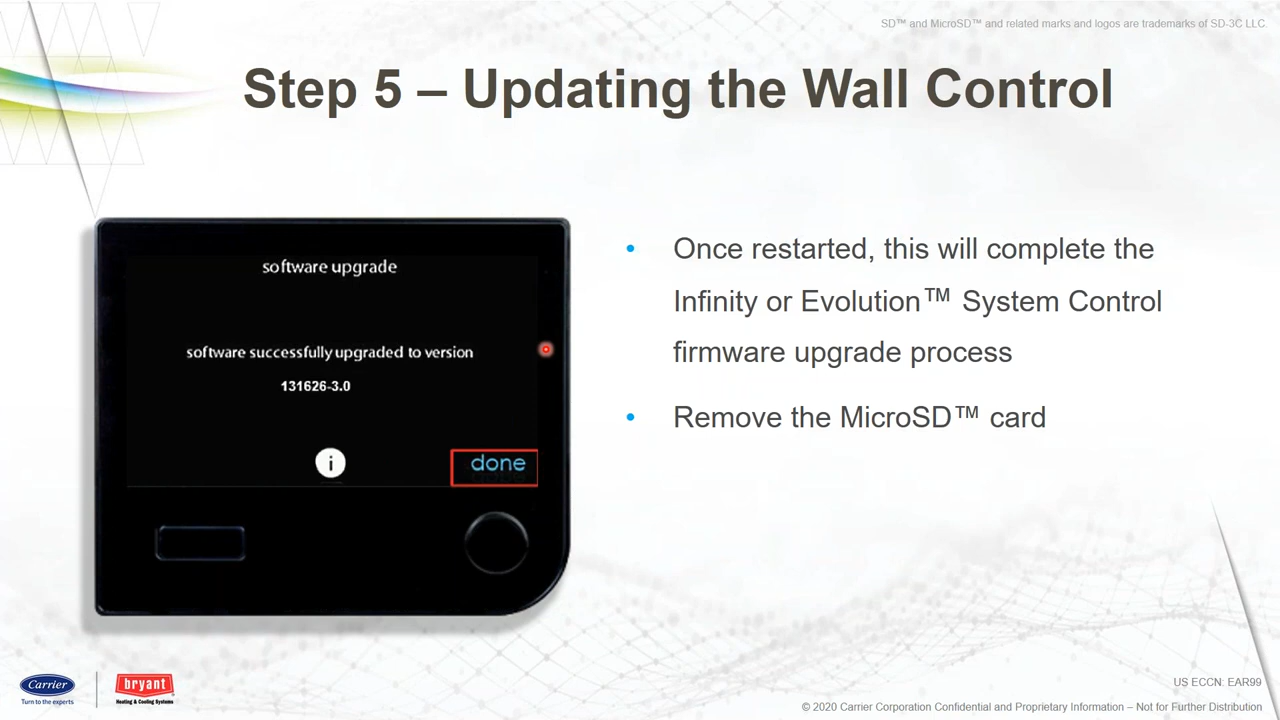 SD™ and MicroSD™ and related marks and logos are trademarks of SD-3C LLC
Step 5 – Updating the Wall Control
software upgrade
software successfully upgraded to version
131626-3.0
i
done
• Once restarted, this will complete the
Infinity or Evolution™ System Control
firmware upgrade process
• Remove the MicroSD™ card
Carrier
Turn to the experts
bryant
Heating & Cooling Systems
US ECCN: EAR99
© 2020 Carrier Corporation Confidential and Proprietary Information – Not for Further Distribution